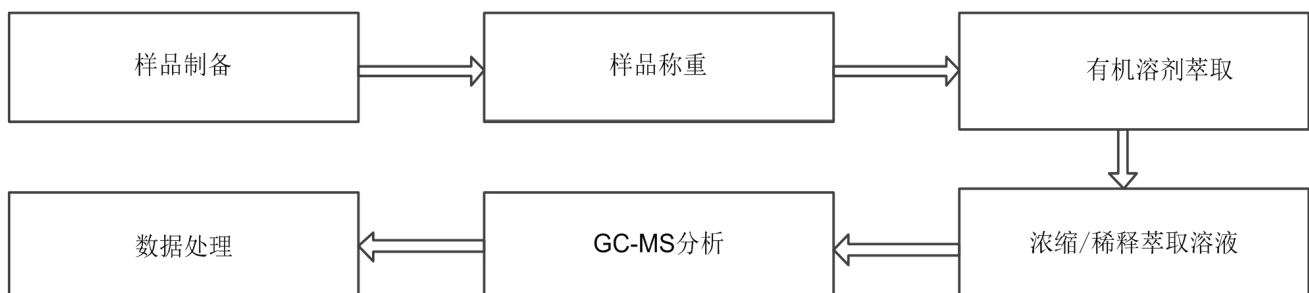 样品制备
样品称重
有机溶剂萃取
浓缩/稀释萃取溶液
GC-MS分析
数据处理